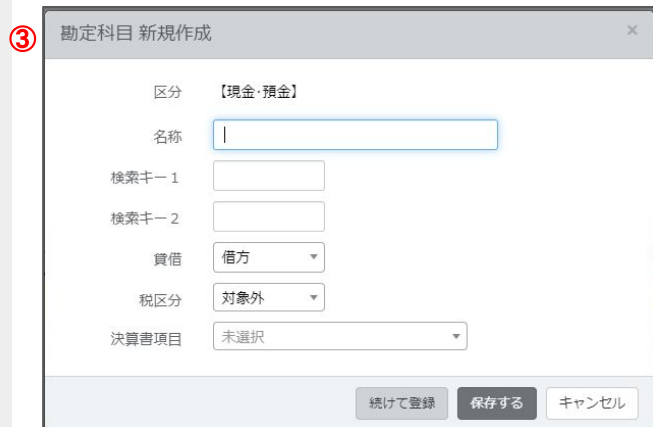 ③
勘定科目 新規作成 ×
区分 【現金・預金】
名称
検索キー1
検索キー2
貸借 借方
税区分 対象外
決算書項目 未選択
続けて登録 保存する キャンセル